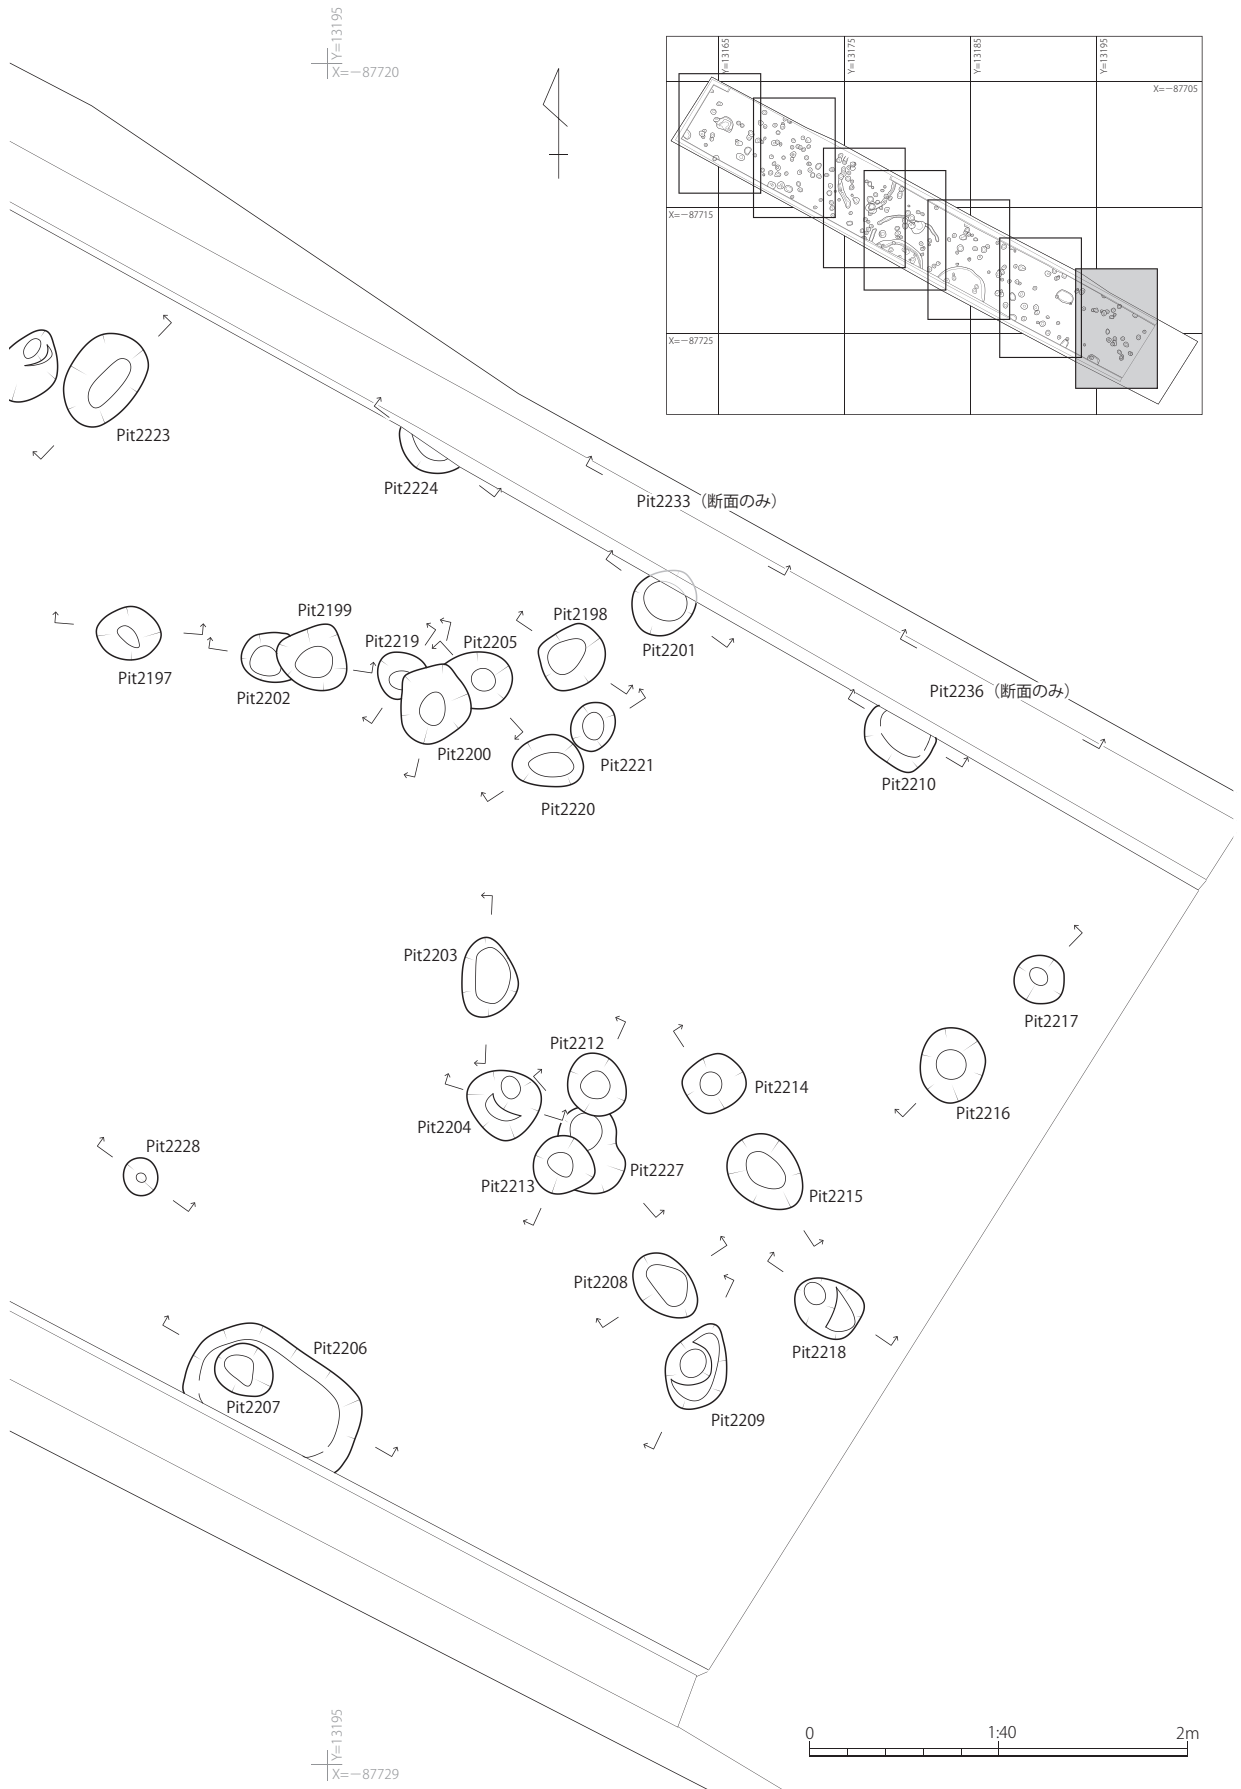 Y=13195
X=−87720
Y=13165
Y=13175
Y=13185
Y=13195
X=−87705
X=−87715
X=−87725
Pit2223
Pit2224
Pit2233（断面のみ）
Pit2199
Pit2198
Pit2219
Pit2205
Pit2201
Pit2197
Pit2202
Pit2236（断面のみ）
Pit2200
Pit2221
Pit2210
Pit2220
Pit2203
Pit2217
Pit2212
Pit2214
Pit2216
Pit2204
Pit2228
Pit2227
Pit2213
Pit2215
Pit2208
Pit2206
Pit2218
Pit2207
Pit2209
Y=13195
X=−87729
0
1:40
2m